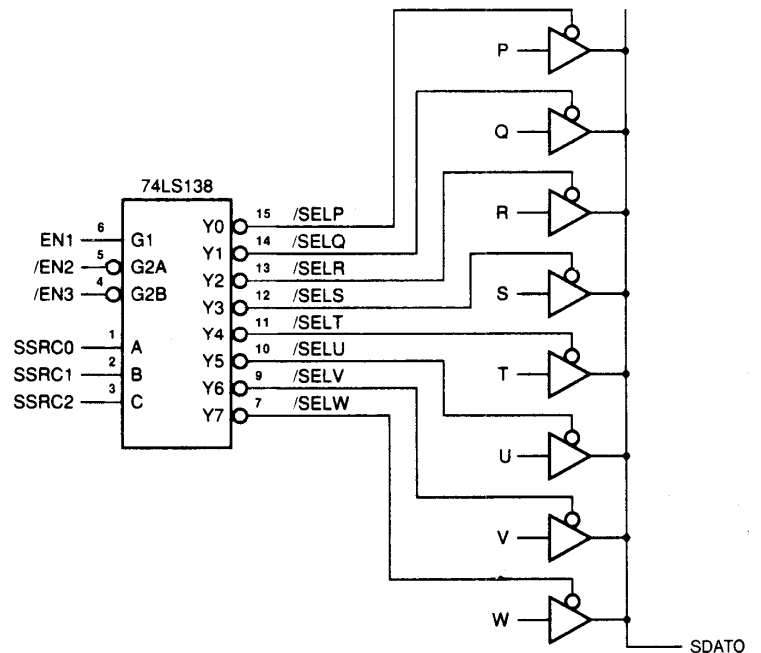 P
Q
74LS138
15 /SELP
R
EN1 6 G1 Y0
14 /SELQ
/EN2 5 G2A Y1
13 /SELR
/EN3 4 G2B Y2
12 /SELS
S
Y3
11 /SELT
SSRC0 1 A Y4
10 /SELU
SSRC1 2 B Y5
T
9 /SELV
SSRC2 3 C Y6
7 /SELW
Y7
U
V
W
SDATO